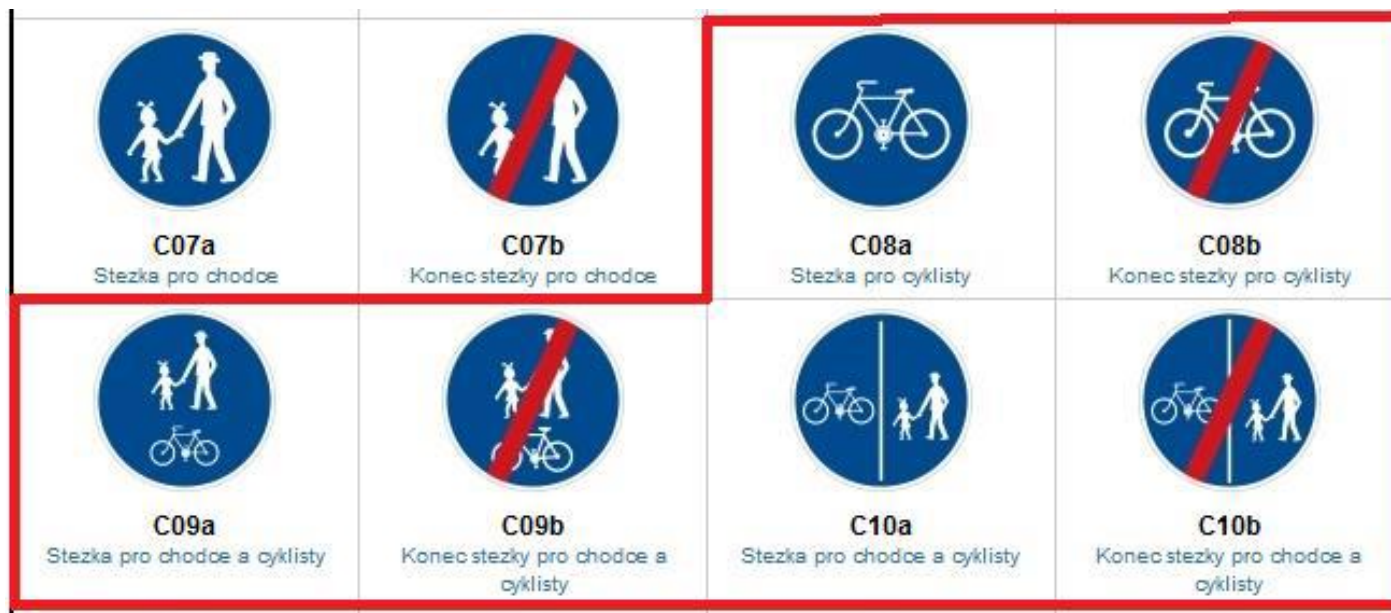 C07a
Stezka pro chodce
C07b
Konec stezky pro chodce
C08a
Stezka pro cyklisty
C08b
Konec stezky pro cyklisty
C09a
Stezka pro chodce a cyklisty
C09b
Konec stezky pro chodce a
cyklisty
C10a
Stezka pro chodce a cyklisty
C10b
Konec stezky pro chodce a
cyklisty